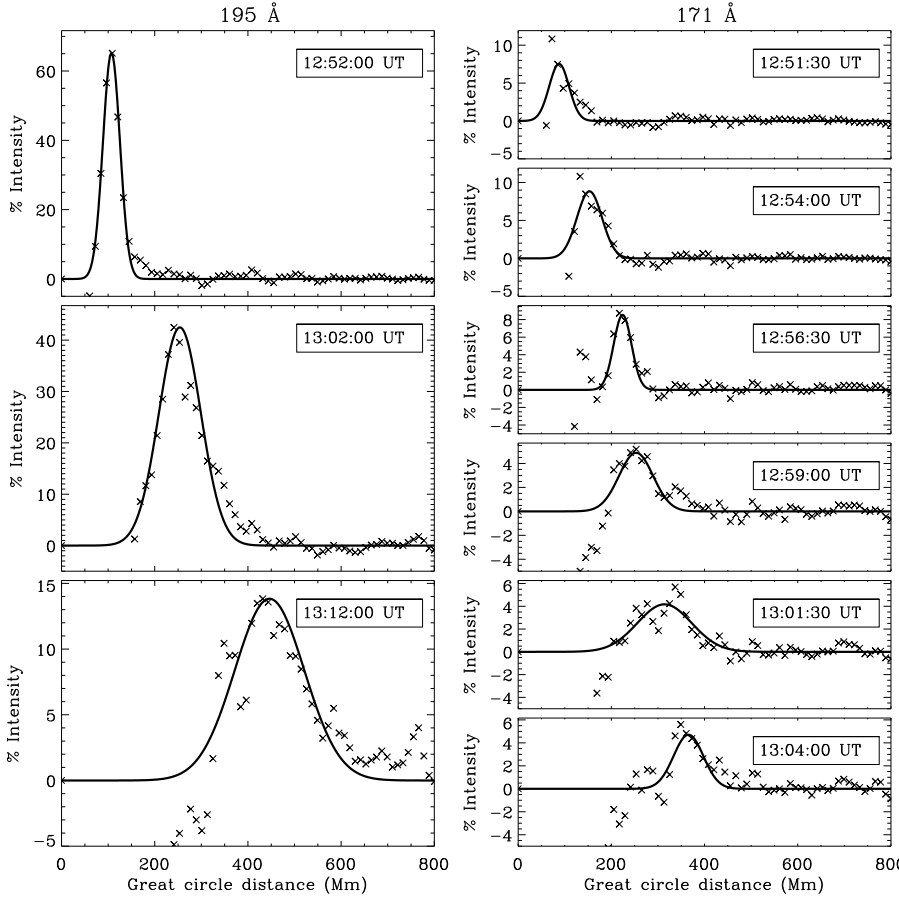 195 Å
171 Å
% Intensity
60
40
20
0
12:52:00 UT
% Intensity
40
30
20
10
0
13:02:00 UT
% Intensity
15
10
5
0
−5
13:12:00 UT
0 200 400 600 800
Great circle distance (Mm)
% Intensity
10
5
0
−5
12:51:30 UT
% Intensity
10
5
0
−5
12:54:00 UT
% Intensity
8
6
4
2
0
−2
−4
12:56:30 UT
% Intensity
4
2
0
−2
−4
12:59:00 UT
% Intensity
6
4
2
0
−2
−4
13:01:30 UT
% Intensity
6
4
2
0
−2
−4
13:04:00 UT
0 200 400 600 800
Great circle distance (Mm)